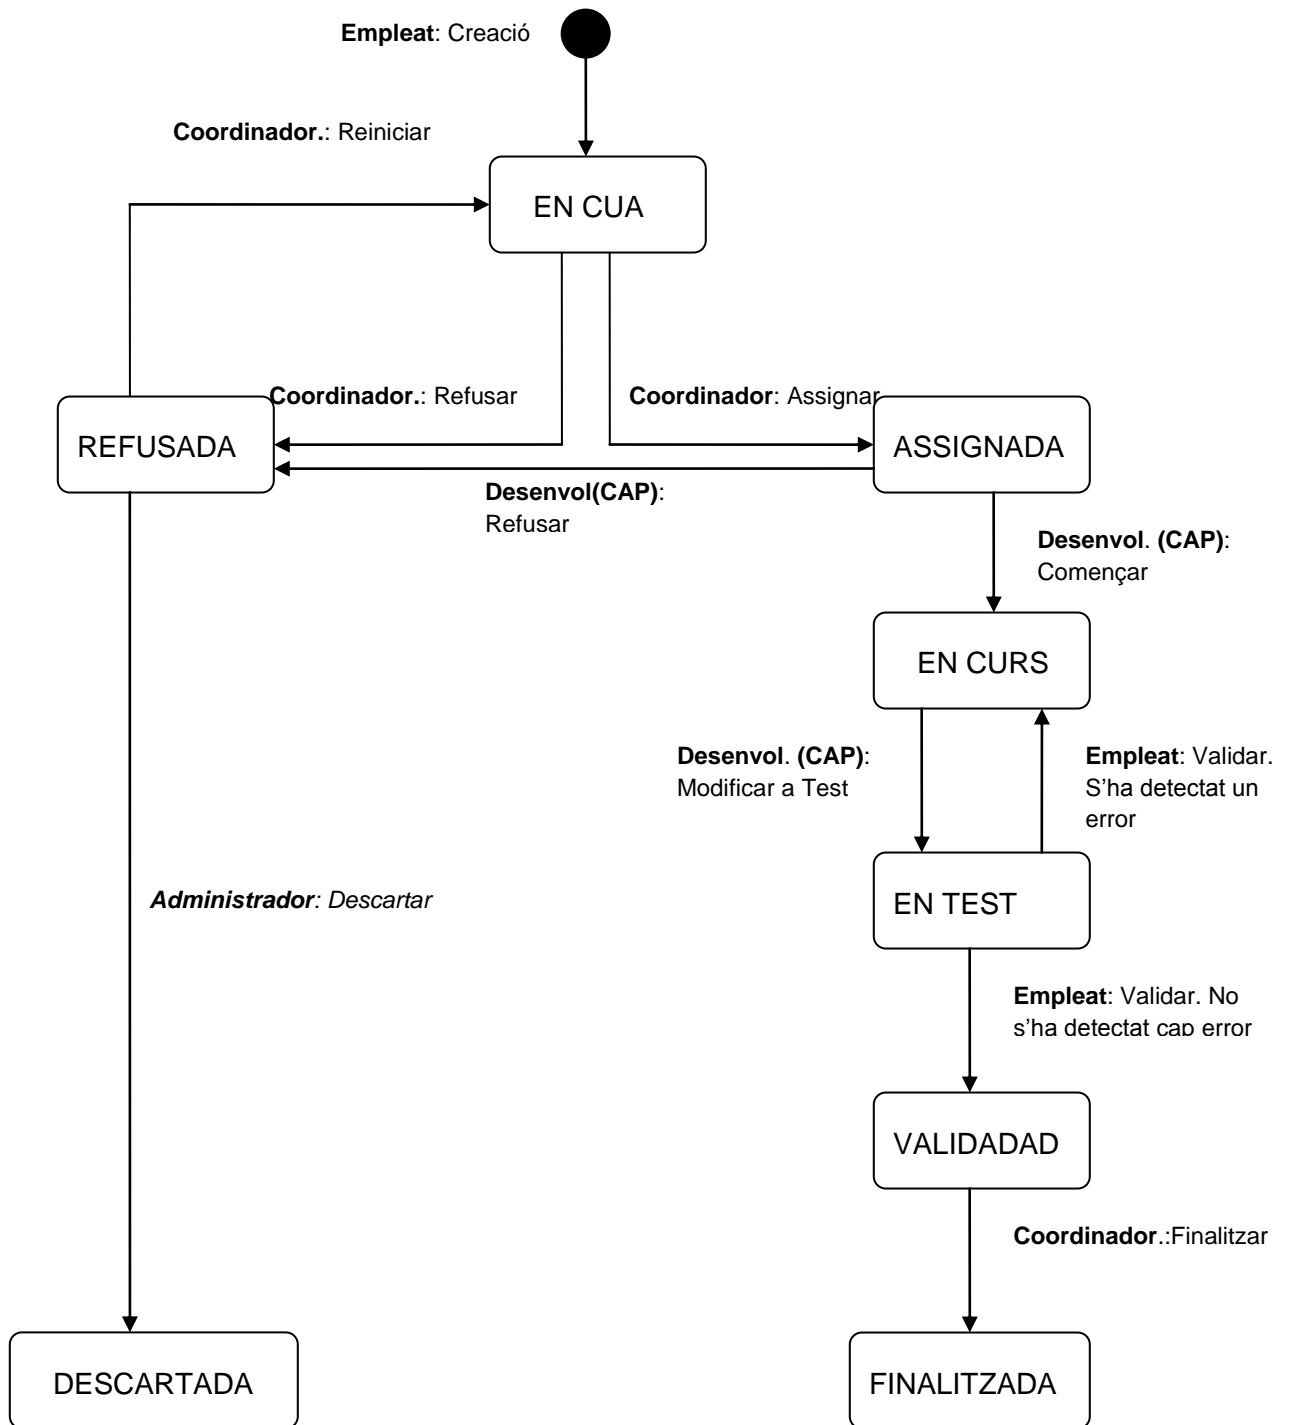 Empleat: Creació
Coordinador.: Reiniciar
EN CUA
Coordinador.: Refusar
Coordinador: Assignar
REFUSADA
ASSIGNADA
Desenvol(CAP):
Refusar
Desenvol. (CAP):
Començar
EN CURS
Desenvol. (CAP):
Modificar a Test
Empleat: Validar.
S’ha detectat un
error
Administrador: Descartar
EN TEST
Empleat: Validar. No
s’ha detectat cap error
VALIDADAD
Coordinador.:Finalitzar
DESCARTADA
FINALITZADA